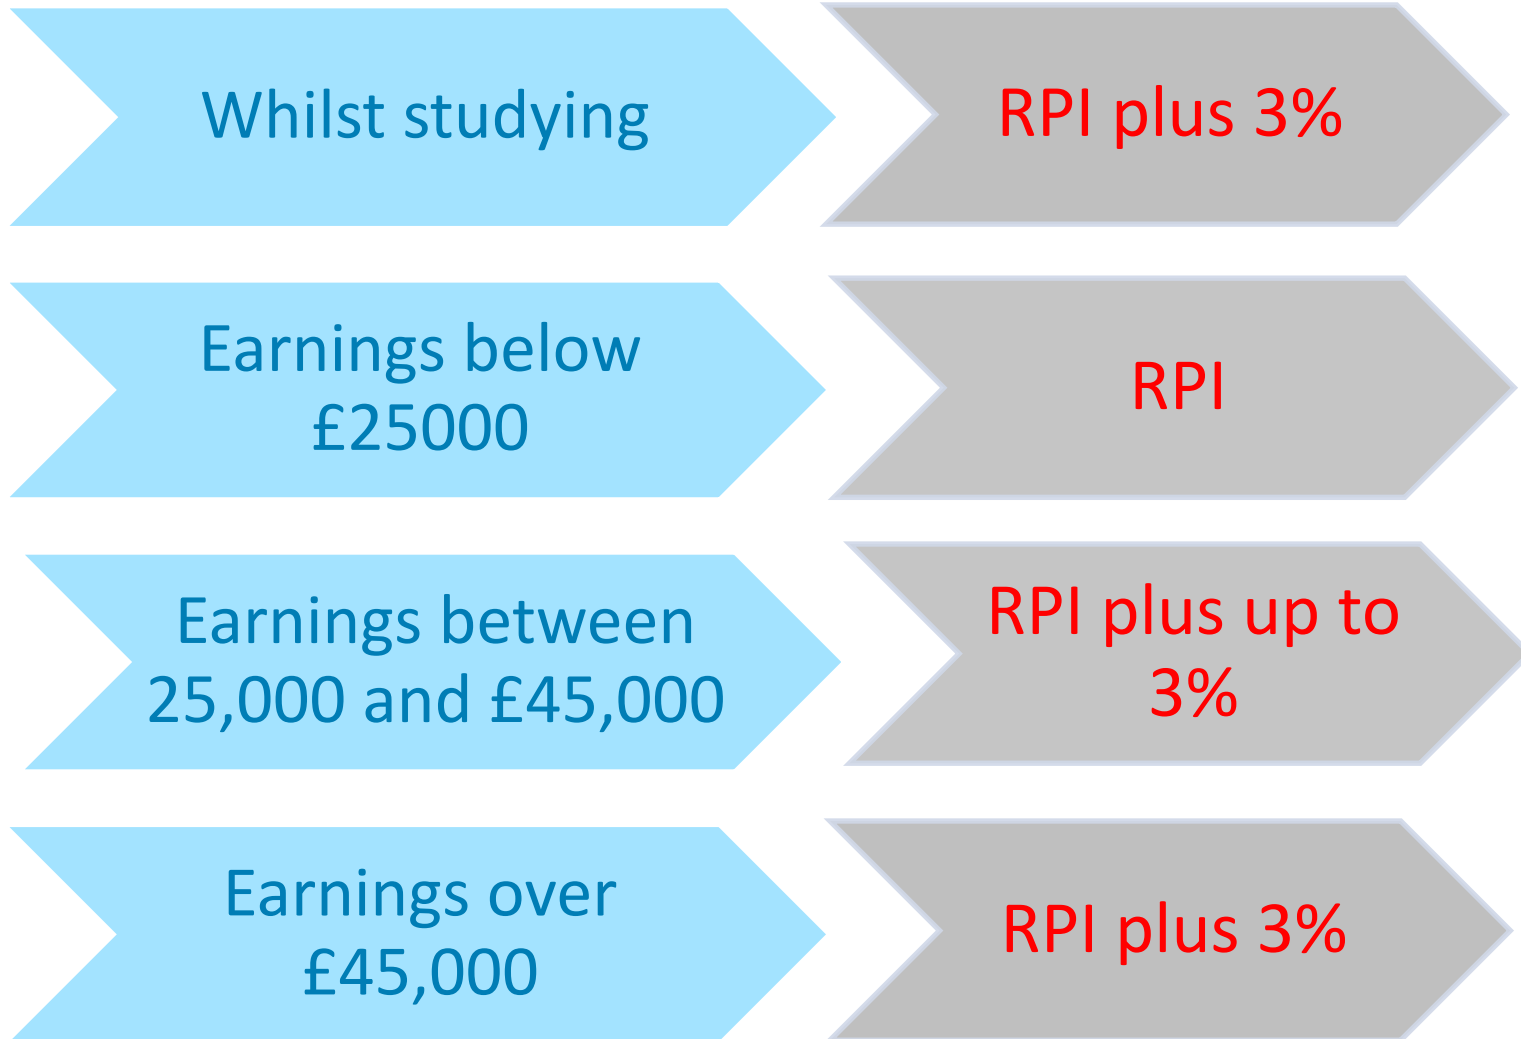 Whilst studying
RPI plus 3%
Earnings below
£25000
RPI
Earnings between
25,000 and £45,000
RPI plus up to
3%
Earnings over
£45,000
RPI plus 3%